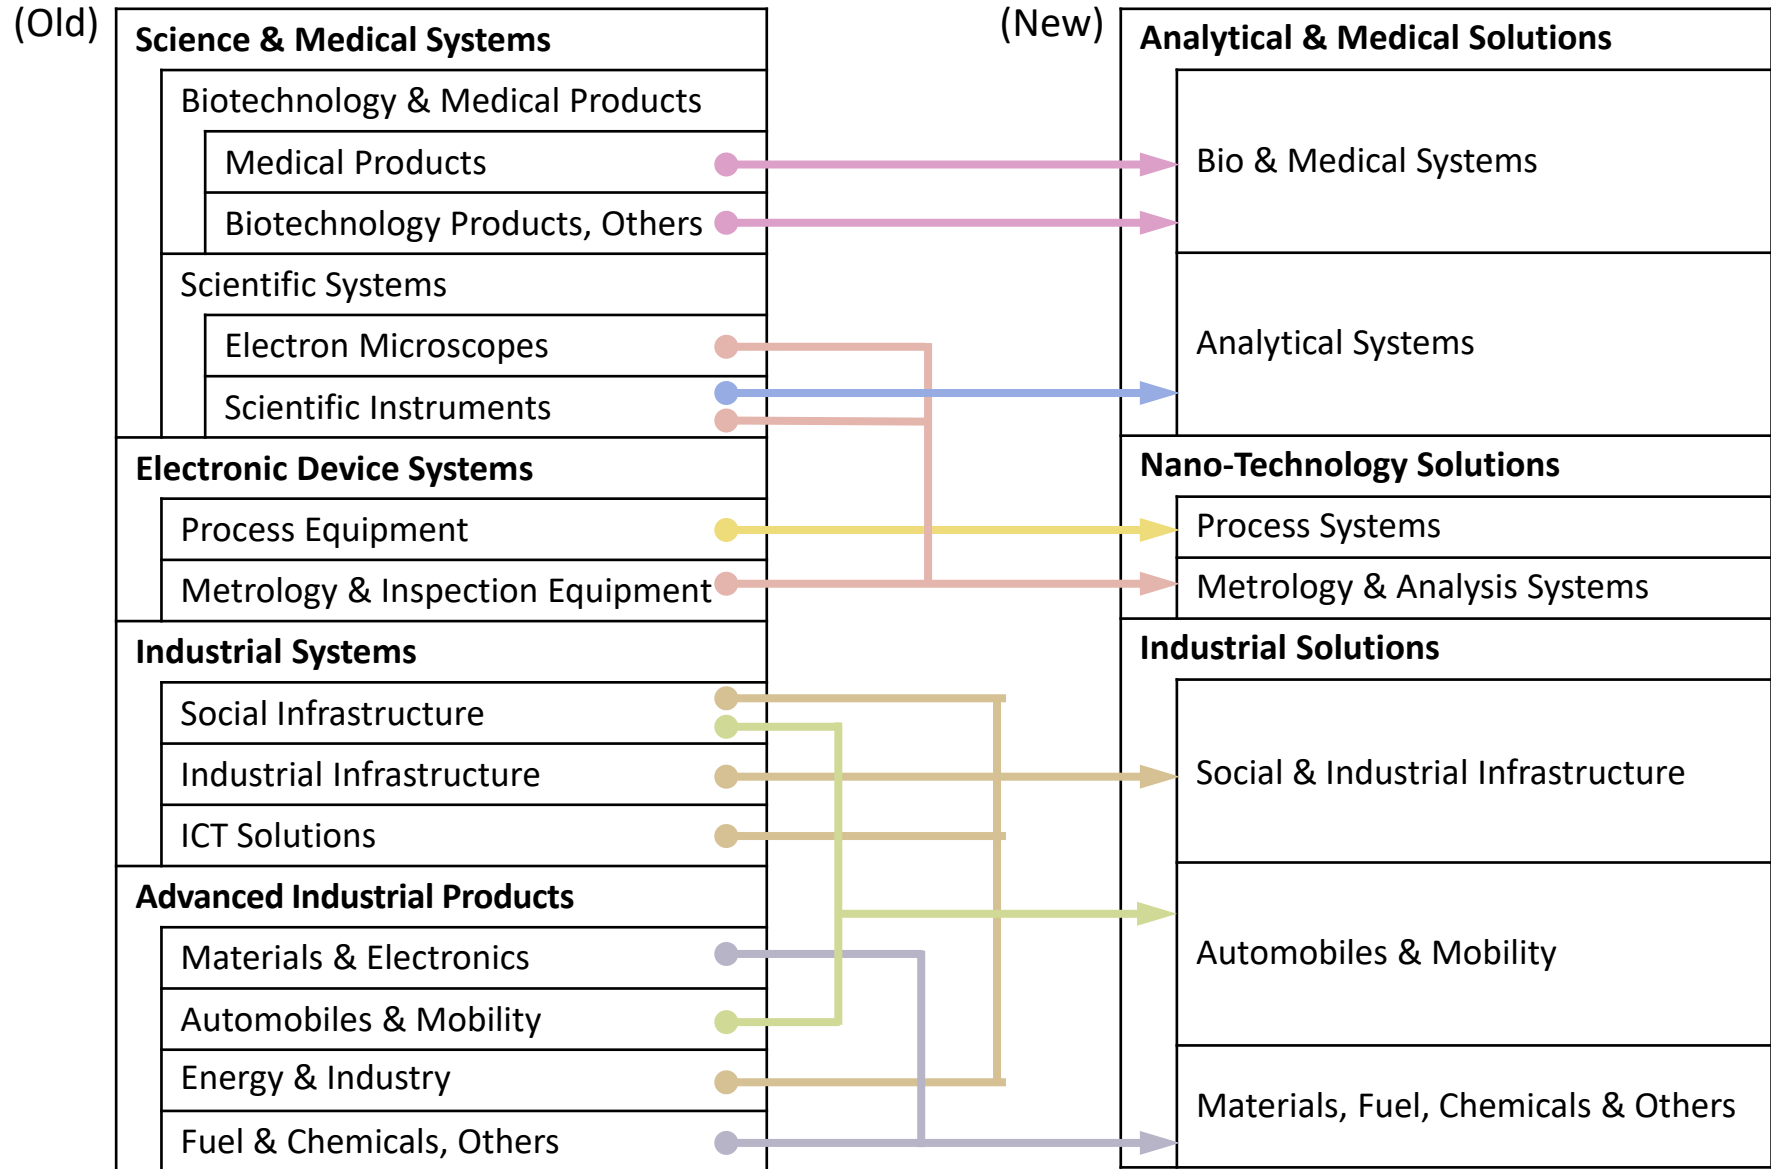 (Old)
Science & Medical Systems
Biotechnology & Medical Products
Medical Products
Biotechnology Products, Others
Scientific Systems
Electron Microscopes
Scientific Instruments
Electronic Device Systems
Process Equipment
Metrology & Inspection Equipment
Industrial Systems
Social Infrastructure
Industrial Infrastructure
ICT Solutions
Advanced Industrial Products
Materials & Electronics
Automobiles & Mobility
Energy & Industry
Fuel & Chemicals, Others
(New)
Analytical & Medical Solutions
Bio & Medical Systems
Analytical Systems
Nano-Technology Solutions
Process Systems
Metrology & Analysis Systems
Industrial Solutions
Social & Industrial Infrastructure
Automobiles & Mobility
Materials, Fuel, Chemicals & Others